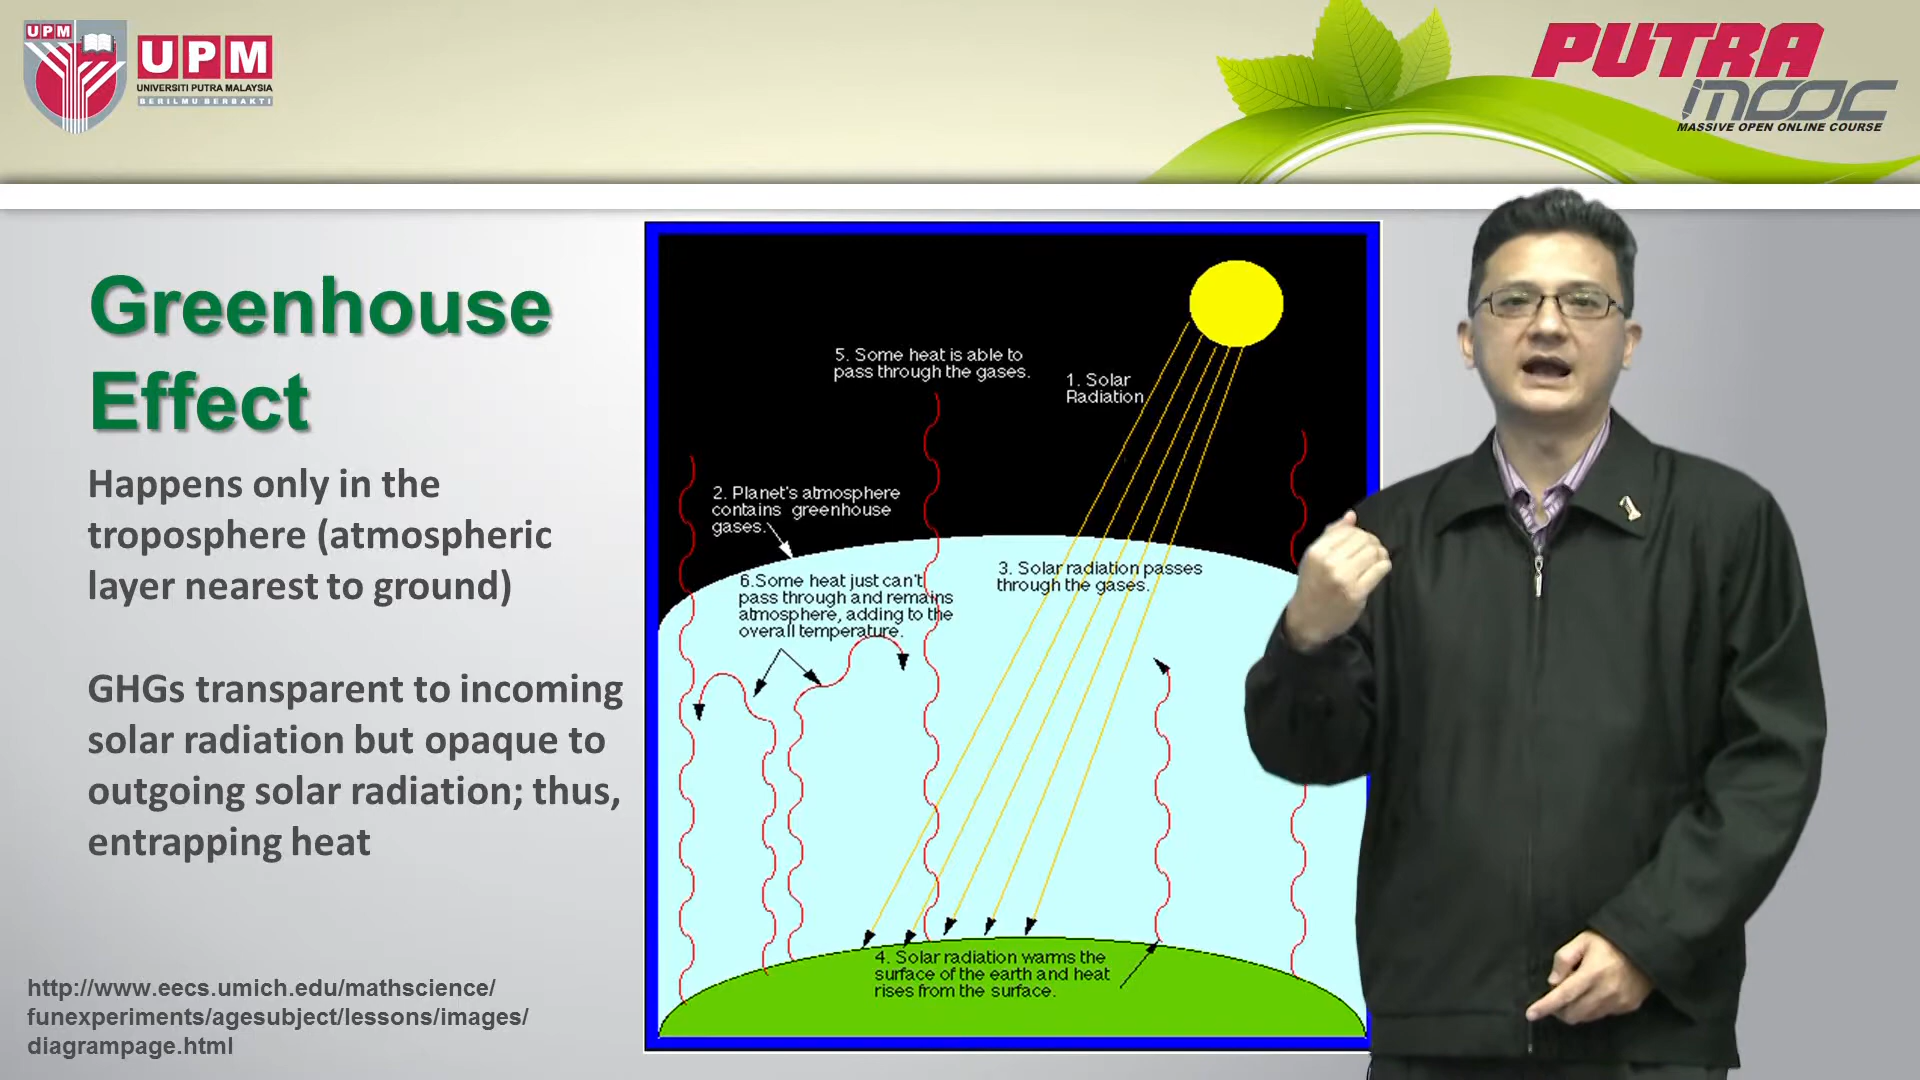 UPM
UPM
UNIVERSITI PUTRA MALAYSIA
BERILMU BERBAKTI
PUTRA
mooc
MASSIVE OPEN ONLINE COURSE
Greenhouse
Effect
Happens only in the
troposphere (atmospheric
layer nearest to ground)
GHGs transparent to incoming
solar radiation but opaque to
outgoing solar radiation; thus,
entrapping heat
http://www.eecs.umich.edu/mathscience/
funexperiments/agesubject/lessons/images/
diagrampage.html
5. Some heat is able to
pass through the gases.
1. Solar
Radiation
2. Planet's atmosphere
contains greenhouse
gases.
6.Some heat just can't
pass through and remains
atmosphere, adding to the
overall temperature.
3. Solar radiation passes
through the gases.
4. Solar radiation warms the
surface of the earth and heat
rises from the surface.